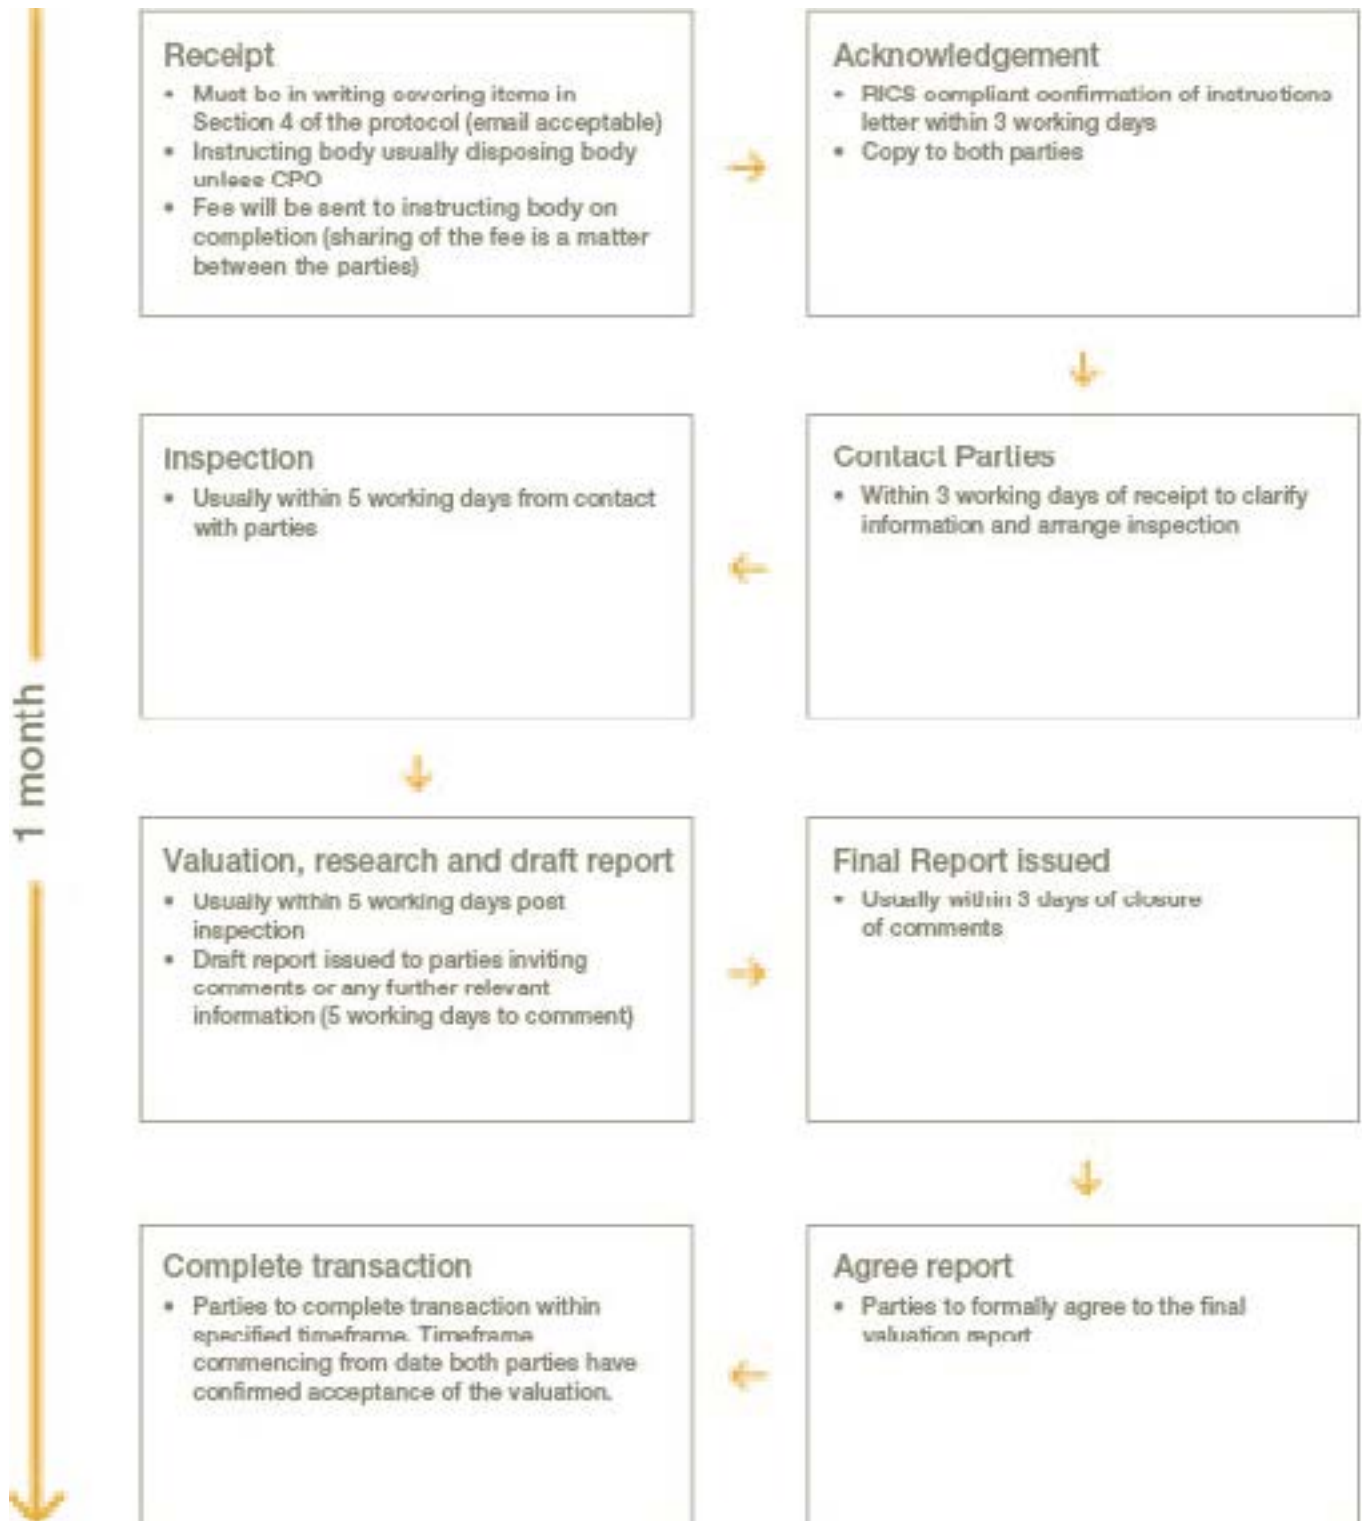 Receipt
• Must be in writing covering items in
Section 4 of the protocol (email acceptable)
• Instructing body usually disposing body
unless CPO
• Fee will be sent to instructing body on
completion (sharing of the fee is a matter
between the parties)
Acknowledgement
• RICS compliant confirmation of instructions
letter within 3 working days
• Copy to both parties
Contact Parties
• Within 3 working days of receipt to clarify
information and arrange inspection
Inspection
• Usually within 5 working days from contact
with parties
1 month
Valuation, research and draft report
• Usually within 5 working days post
inspection
• Draft report issued to parties inviting
comments or any further relevant
information (5 working days to comment)
Final Report issued
• Usually within 3 days of closure
of comments
Agree report
• Parties to formally agree to the final
valuation report
Complete transaction
• Parties to complete transaction within
specified timeframe. Timeframe
commencing from date both parties have
confirmed acceptance of the valuation.